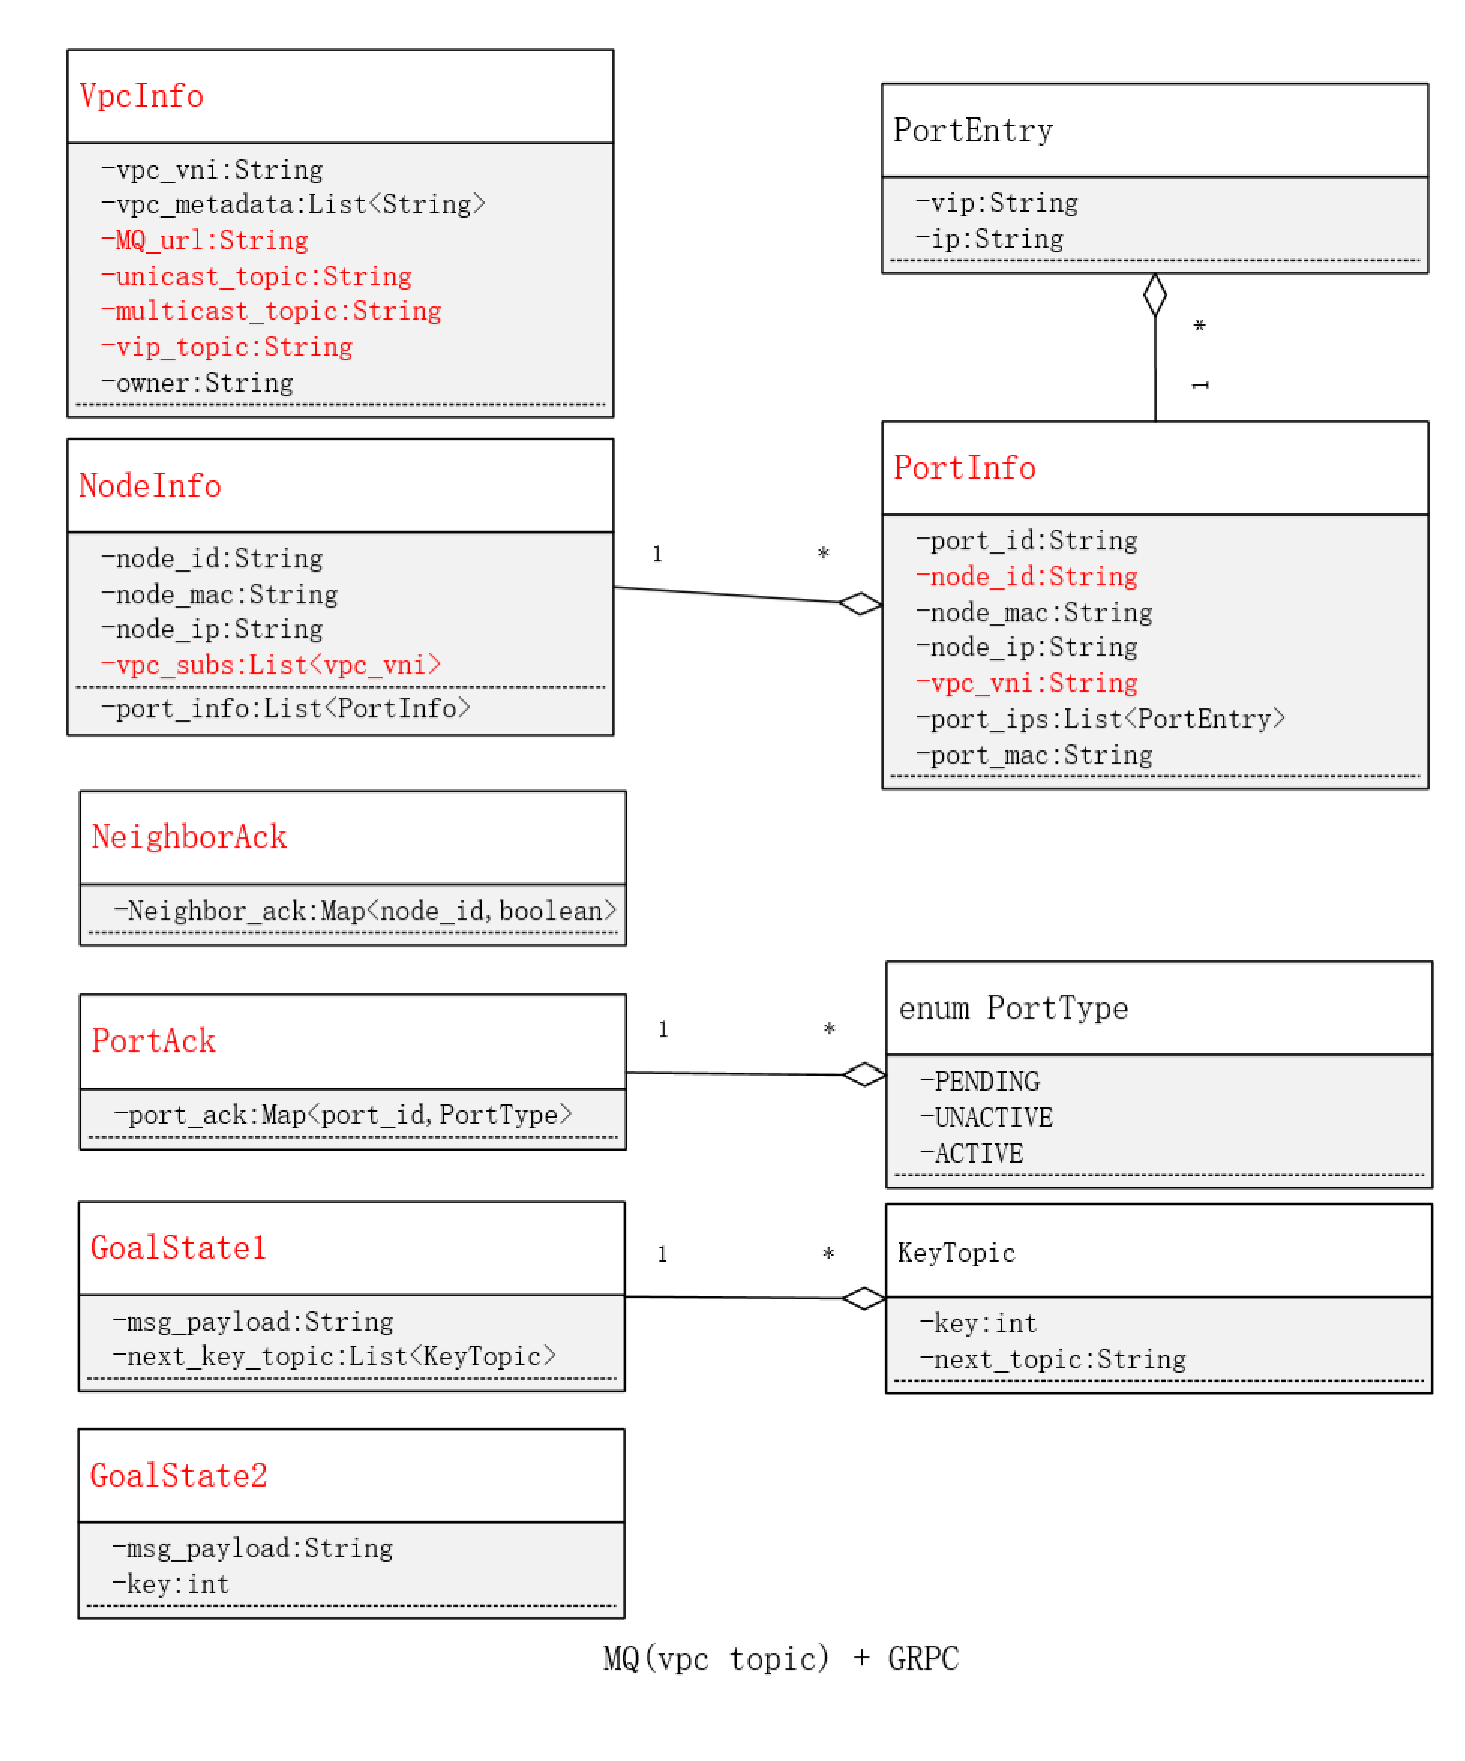 VpcInfo
-vpc_vni:String
-vpc_metadata:List<String>
-MQ_url:String
-unicast_topic:String
-multicast_topic:String
-vip_topic:String
-owner:String
PortEntry
-vip:String
-ip:String
*
1
NodeInfo
-node_id:String
-node_mac:String
-node_ip:String
-vpc_subs:List<vpc_vni>
-port_info:List<PortInfo>
1
*
PortInfo
-port_id:String
-node_id:String
-node_mac:String
-node_ip:String
-vpc_vni:String
-port_ips:List<PortEntry>
-port_mac:String
NeighborAck
-Neighbor_ack:Map<node_id,boolean>
PortAck
-port_ack:Map<port_id,PortType>
1
*
enum PortType
-PENDING
-UNACTIVE
-ACTIVE
GoalState1
-msg_payload:String
-next_key_topic:List<KeyTopic>
1
*
KeyTopic
-key:int
-next_topic:String
GoalState2
-msg_payload:String
-key:int
MQ(vpc topic) + GRPC